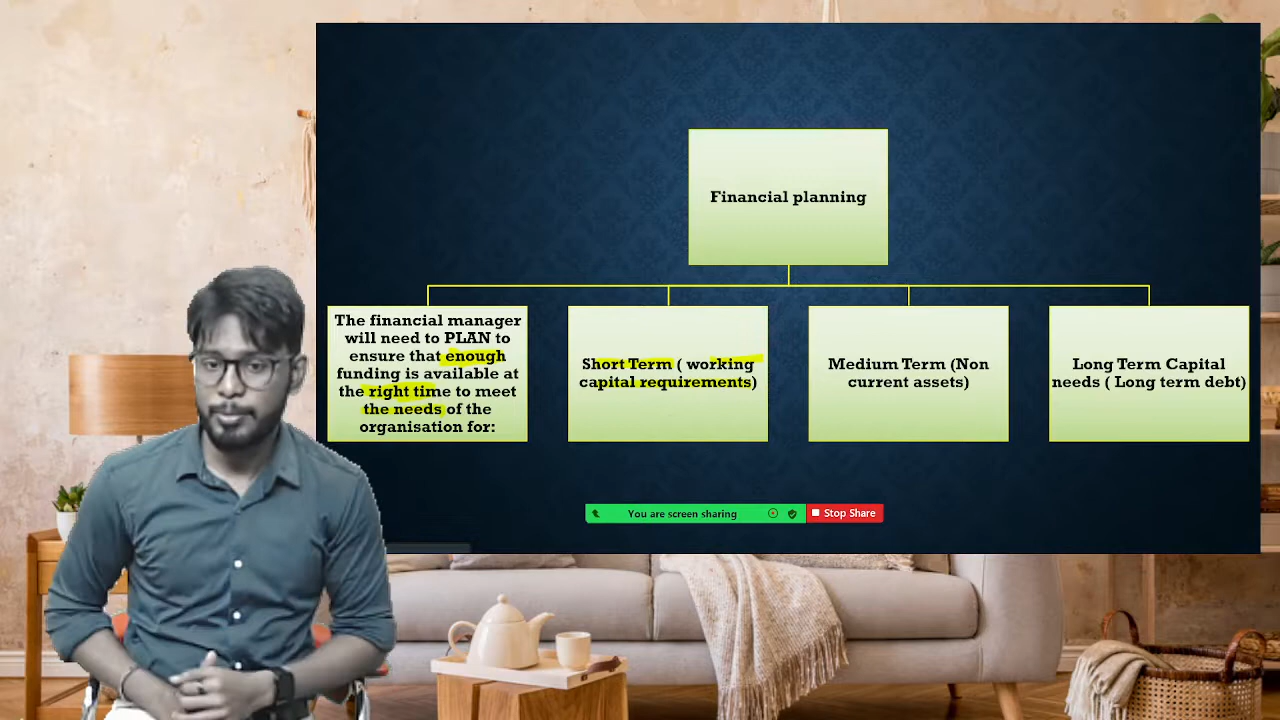 Financial planning
The financial manager
will need to PLAN to
ensure that enough
funding is available at
the right time to meet
the needs of the
organisation for:
Short Term ( working
capital requirements)
Medium Term (Non
current assets)
Long Term Capital
needs ( Long term debt)
You are screen sharing
Stop Share